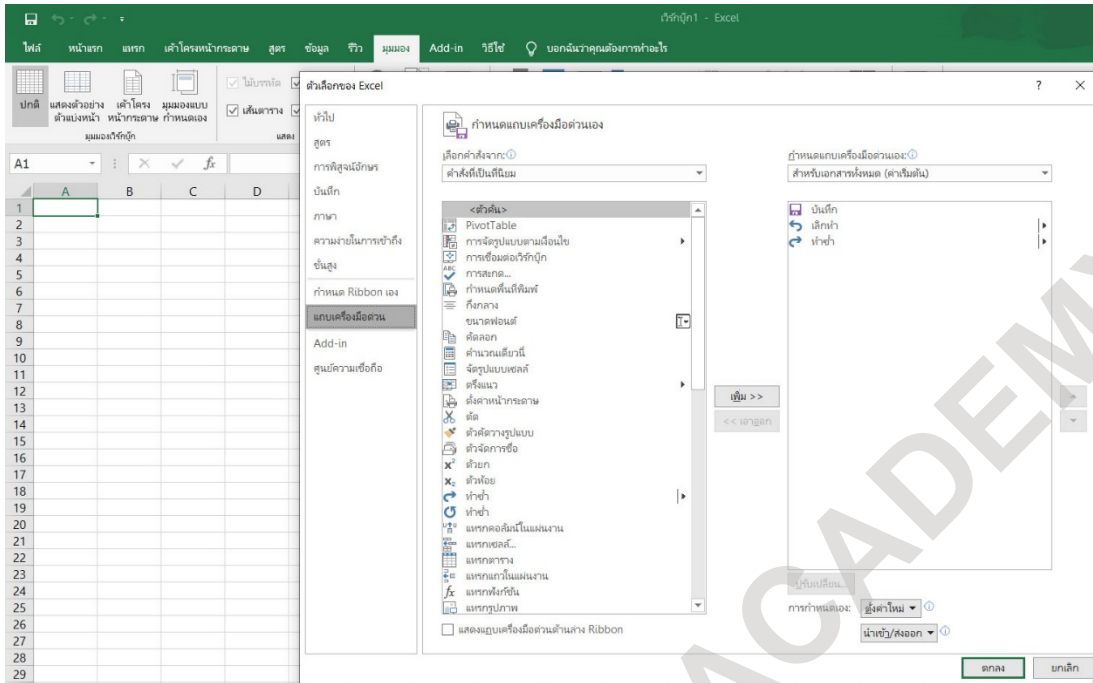 เวิร์กบุ๊ก1 - Excel
ไฟล์ หน้าแรก แทรก เค้าโครงหน้ากระดาษ สูตร ข้อมูล รีวิว มุมมอง Add-in วิธีใช้ บอกฉันว่าคุณต้องการทำอะไร
ปกติ แสดงตัวอย่างตัวแบ่งหน้า เค้าโครงหน้ากระดาษ มุมมองแบบกำหนดเอง
ไม้บรรทัด
เส้นตาราง
มุมมองเวิร์กบุ๊ก แสดง
A1 fx
A B C D
1
2
3
4
5
6
7
8
9
10
11
12
13
14
15
16
17
18
19
20
21
22
23
24
25
26
27
28
29
ตัวเลือกของ Excel ? ×
ทั่วไป
สูตร
การพิสูจน์อักษร
บันทึก
ภาษา
ความง่ายในการเข้าถึง
ขั้นสูง
กำหนด Ribbon เอง
แถบเครื่องมือด่วน
Add-in
ศูนย์ความเชื่อถือ
กำหนดแถบเครื่องมือด่วนเอง
เลือกคำสั่งจาก:
คำสั่งที่เป็นที่นิยม
<ตัวคั่น>
PivotTable
การจัดรูปแบบตามเงื่อนไข
การเชื่อมต่อเวิร์กบุ๊ก
การสะกด...
กำหนดพื้นที่พิมพ์
กึ่งกลาง
ขนาดฟอนต์
คัดลอก
คำนวณเดี๋ยวนี้
จัดรูปแบบเซลล์
ตรึงแนว
ตั้งค่าหน้ากระดาษ
ตัด
ตัวคัดวางรูปแบบ
ตัวจัดการชื่อ
ตัวยก
ตัวห้อย
ทำซ้ำ
ทำซ้ำ
แทรกคอลัมน์ในแผ่นงาน
แทรกเซลล์...
แทรกตาราง
แทรกแถวในแผ่นงาน
แทรกฟังก์ชัน
แทรกรูปภาพ
แสดงแถบเครื่องมือด่วนด้านล่าง Ribbon
เพิ่ม >>
<< เอาออก
กำหนดแถบเครื่องมือด่วนเอง:
สำหรับเอกสารทั้งหมด (ค่าเริ่มต้น)
บันทึก
เลิกทำ
ทำซ้ำ
ปรับเปลี่ยน...
การกำหนดเอง: ตั้งค่าใหม่
นำเข้า/ส่งออก
ตกลง ยกเลิก
ACADEMY